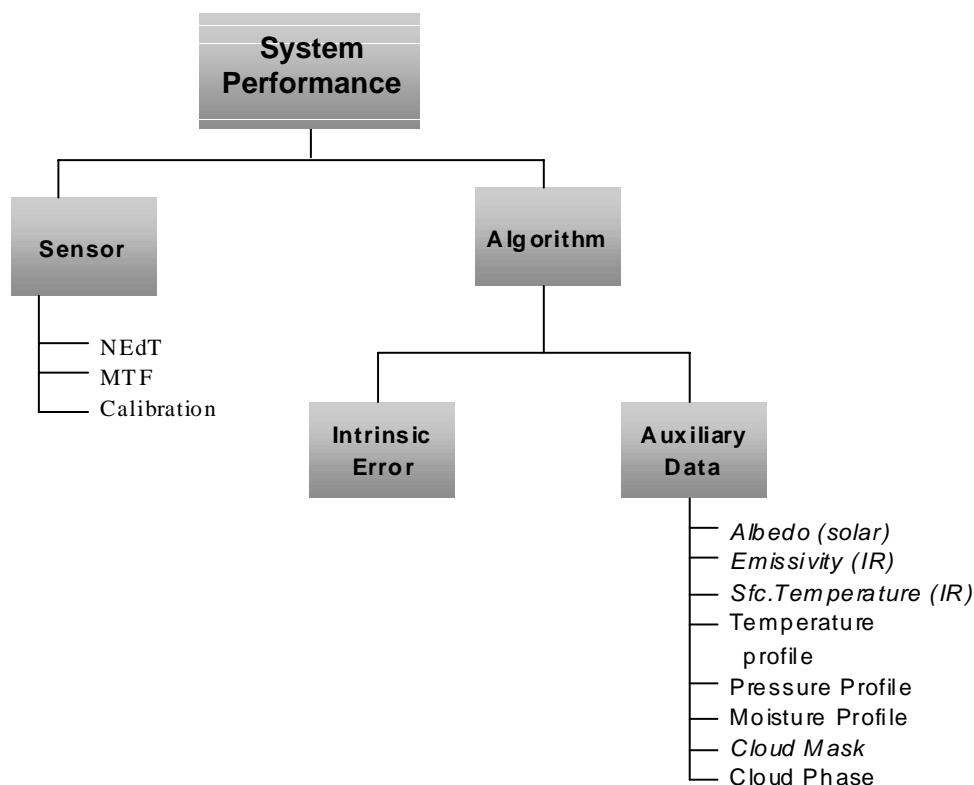 System
Performance
Sensor
Algorithm
NEdT
MTF
Calibration
Intrinsic
Error
Auxiliary
Data
Albedo (solar)
Emissivity (IR)
Sfc.Temperature (IR)
Temperature
profile
Pressure Profile
Moisture Profile
Cloud Mask
Cloud Phase